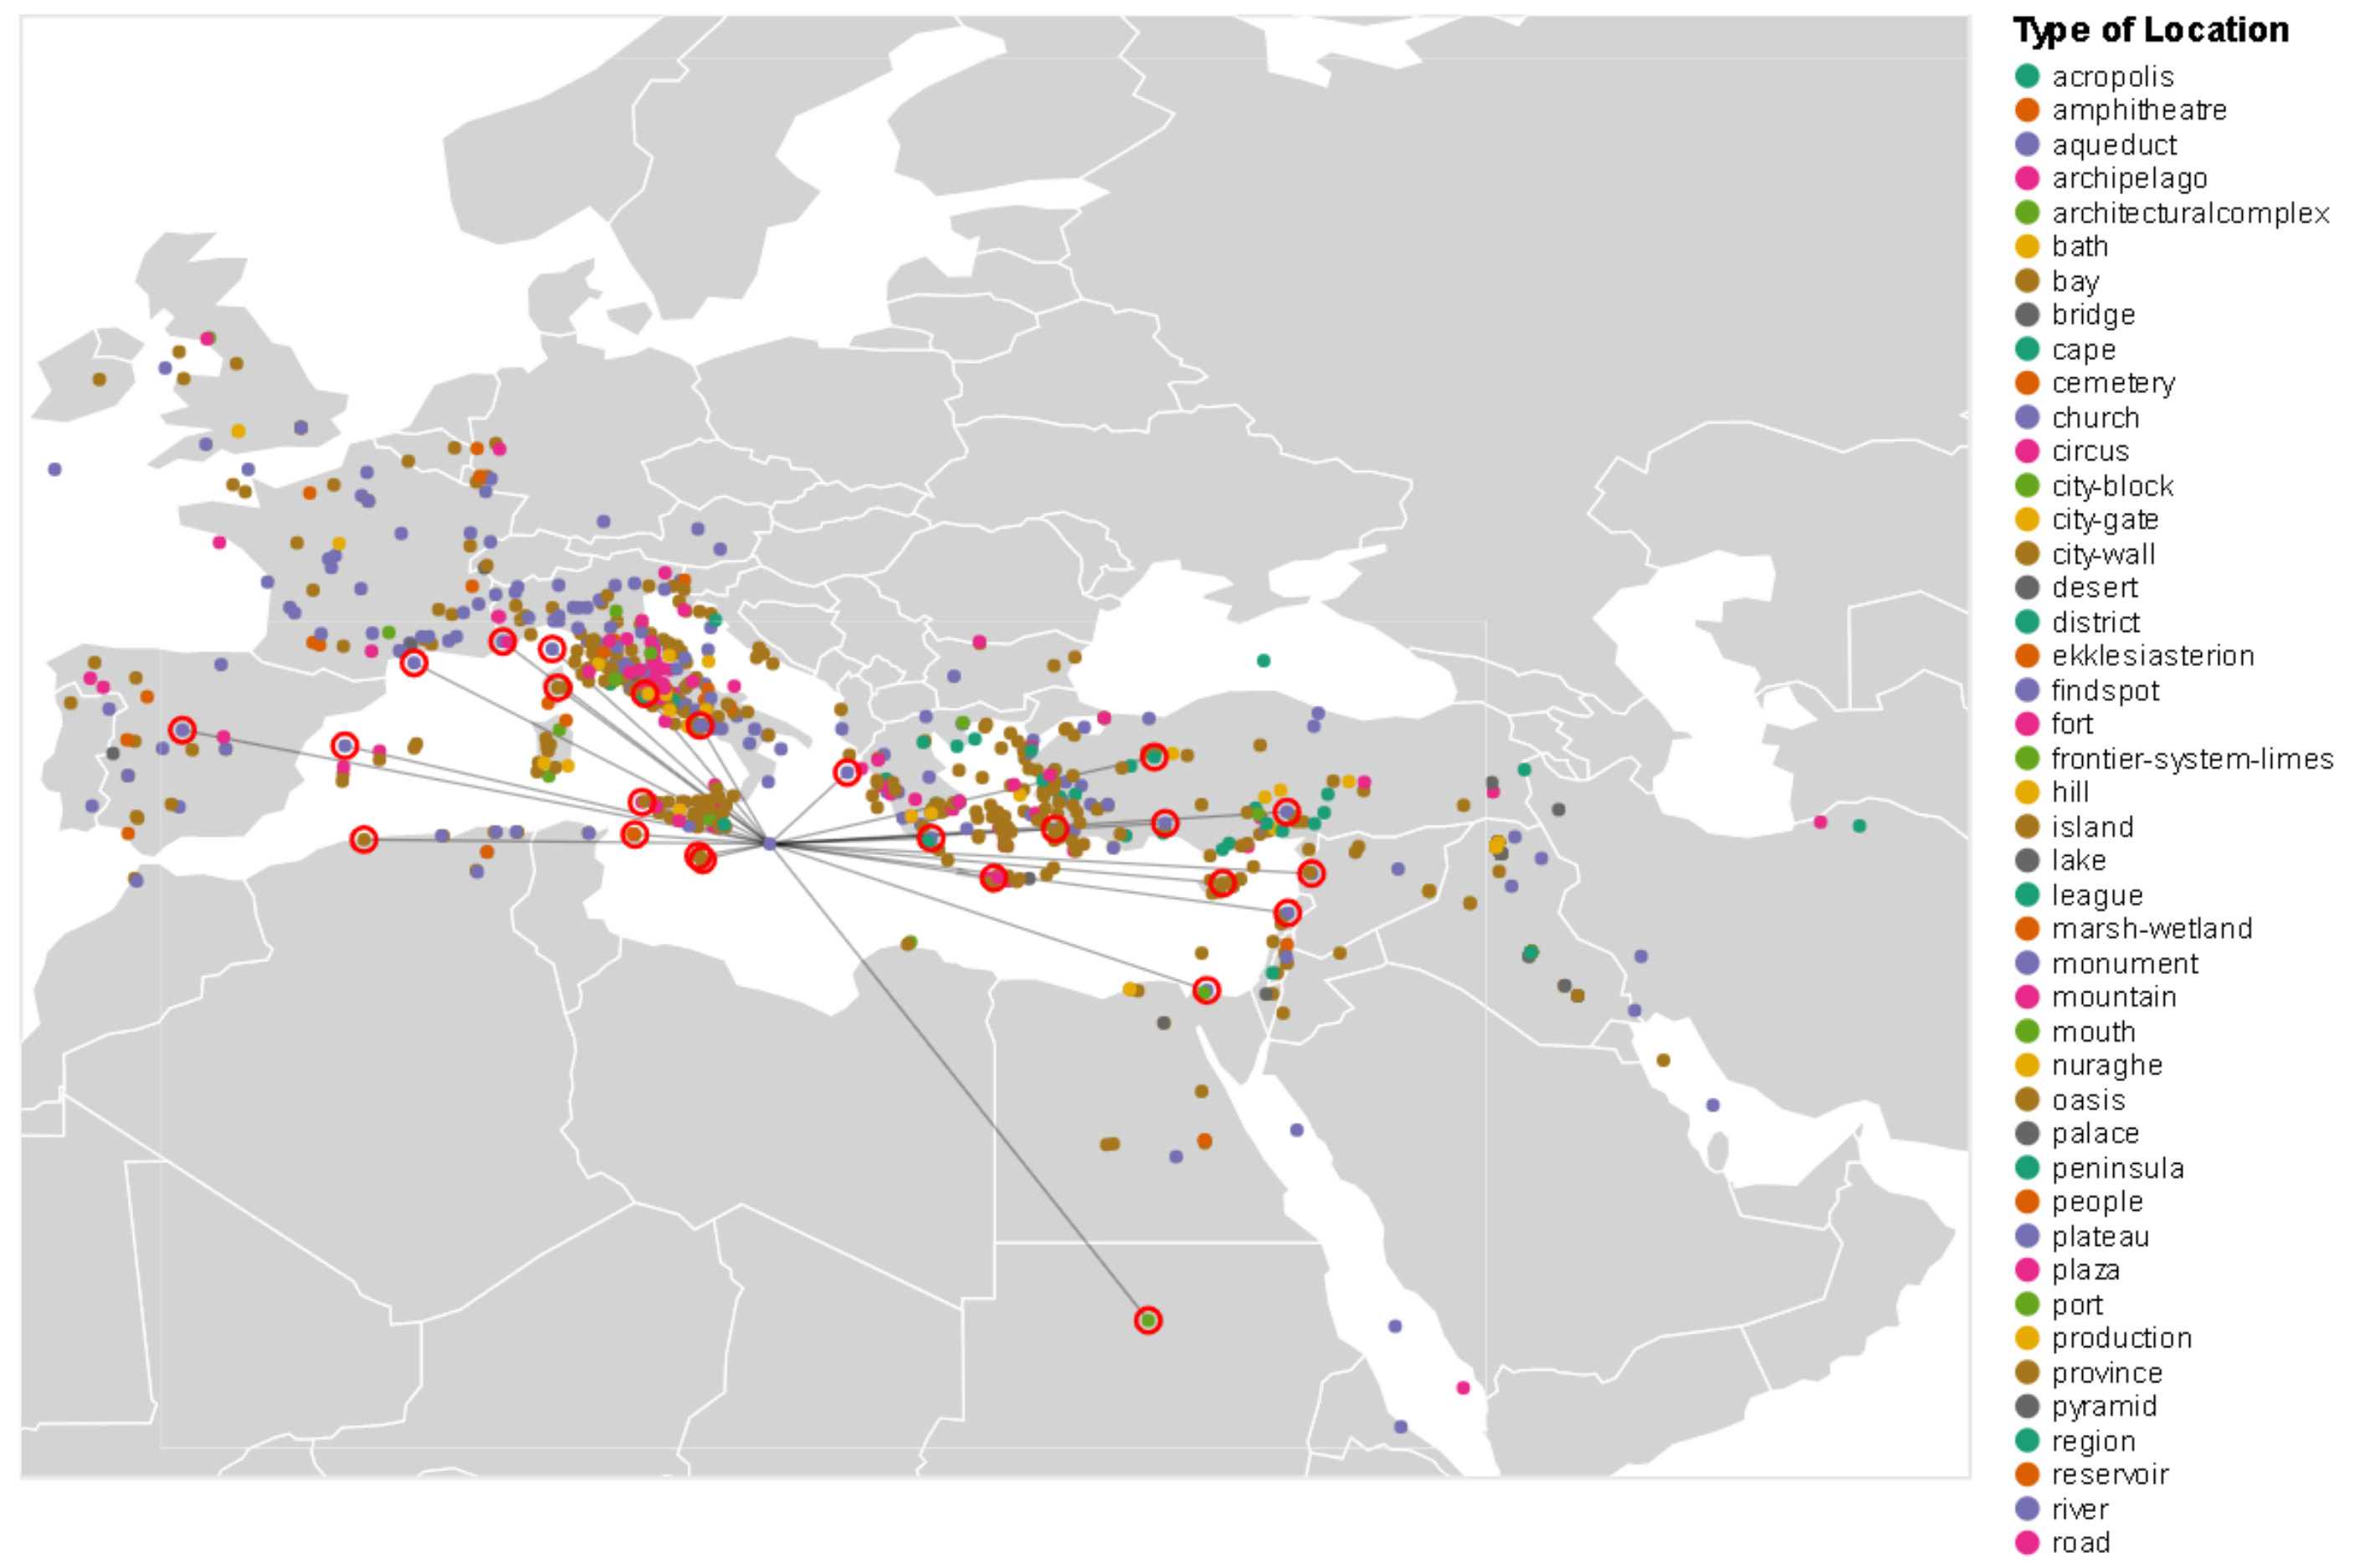 Type of Location
acropolis
amphitheatre
aqueduct
archipelago
architecturalcomplex
bath
bay
bridge
cape
cemetery
church
circus
city-block
city-gate
city-wall
desert
district
ekklesiasterion
findspot
fort
frontier-system-limes
hill
island
lake
league
marsh-wetland
monument
mountain
mouth
nuraghe
oasis
palace
peninsula
people
plateau
plaza
port
production
province
pyramid
region
reservoir
river
road